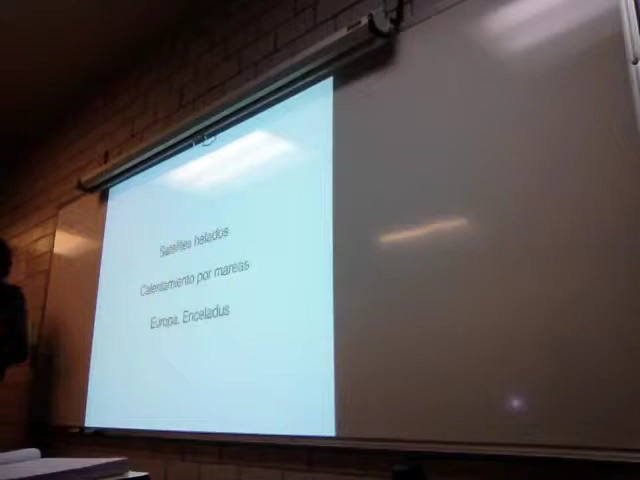 Satélites helados
Calentamiento por mareas
Europa, Enceladus